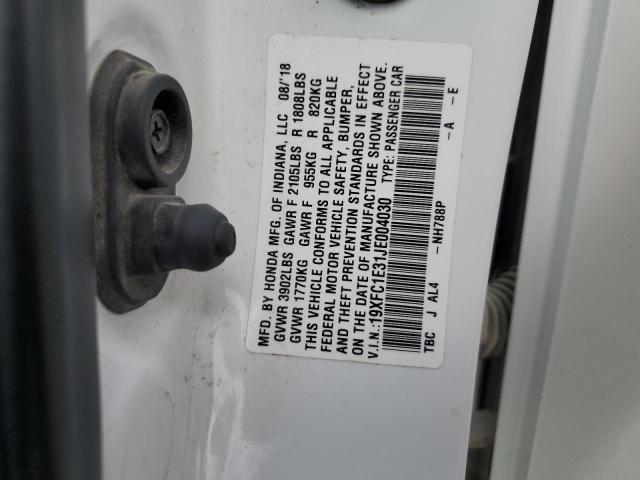 MFD. BY HONDA MFG. OF INDIANA, LLC 08/'18
GVWR 3902LBS GAWR F 2105LBS R 1808LBS
GVWR 1770KG GAWR F 955KG R 820KG
THIS VEHICLE CONFORMS TO ALL APPLICABLE
FEDERAL MOTOR VEHICLE SAFETY, BUMPER,
AND THEFT PREVENTION STANDARDS IN EFFECT
ON THE DATE OF MANUFACTURE SHOWN ABOVE.
V.I.N.:19XFC1E31JE004030 TYPE: PASSENGER CAR
TBC J AL4 -NH788P -A -E